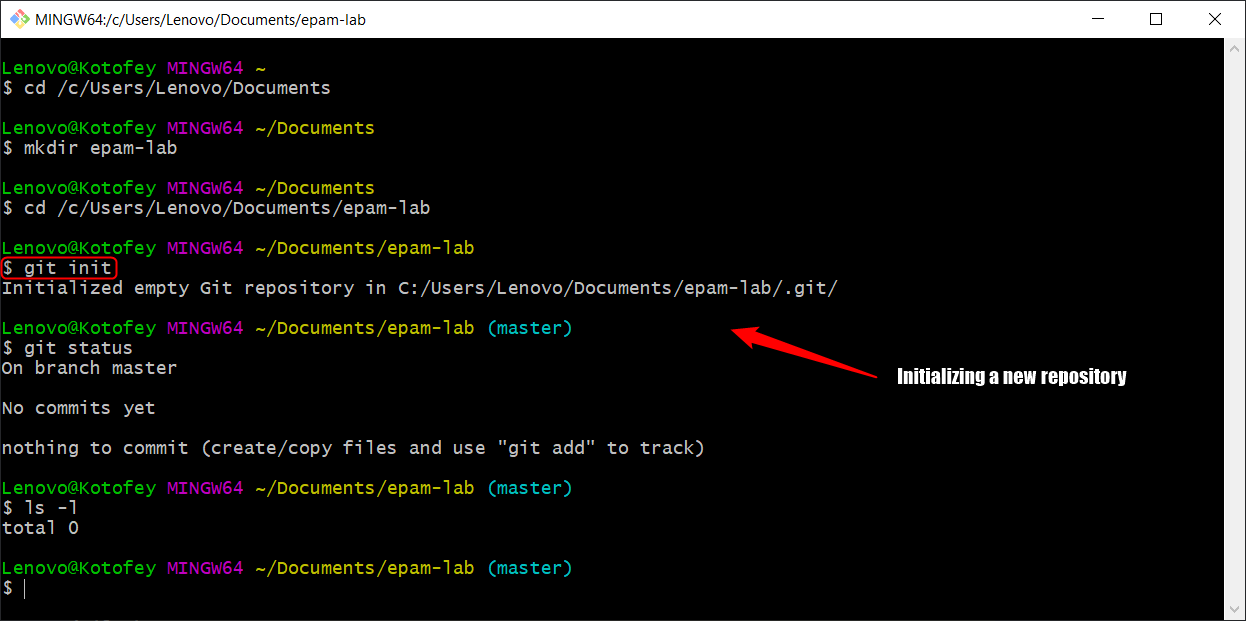 MINGW64:/c/Users/Lenovo/Documents/epam-lab
Lenovo@Kotofey MINGW64 ~
$ cd /c/Users/Lenovo/Documents
Lenovo@Kotofey MINGW64 ~/Documents
$ mkdir epam-lab
Lenovo@Kotofey MINGW64 ~/Documents
$ cd /c/Users/Lenovo/Documents/epam-lab
Lenovo@Kotofey MINGW64 ~/Documents/epam-lab
$ git init
Initialized empty Git repository in C:/Users/Lenovo/Documents/epam-lab/.git/
Lenovo@Kotofey MINGW64 ~/Documents/epam-lab (master)
$ git status
On branch master
Initializing a new repository
No commits yet
nothing to commit (create/copy files and use "git add" to track)
Lenovo@Kotofey MINGW64 ~/Documents/epam-lab (master)
$ ls -l
total 0
Lenovo@Kotofey MINGW64 ~/Documents/epam-lab (master)
$